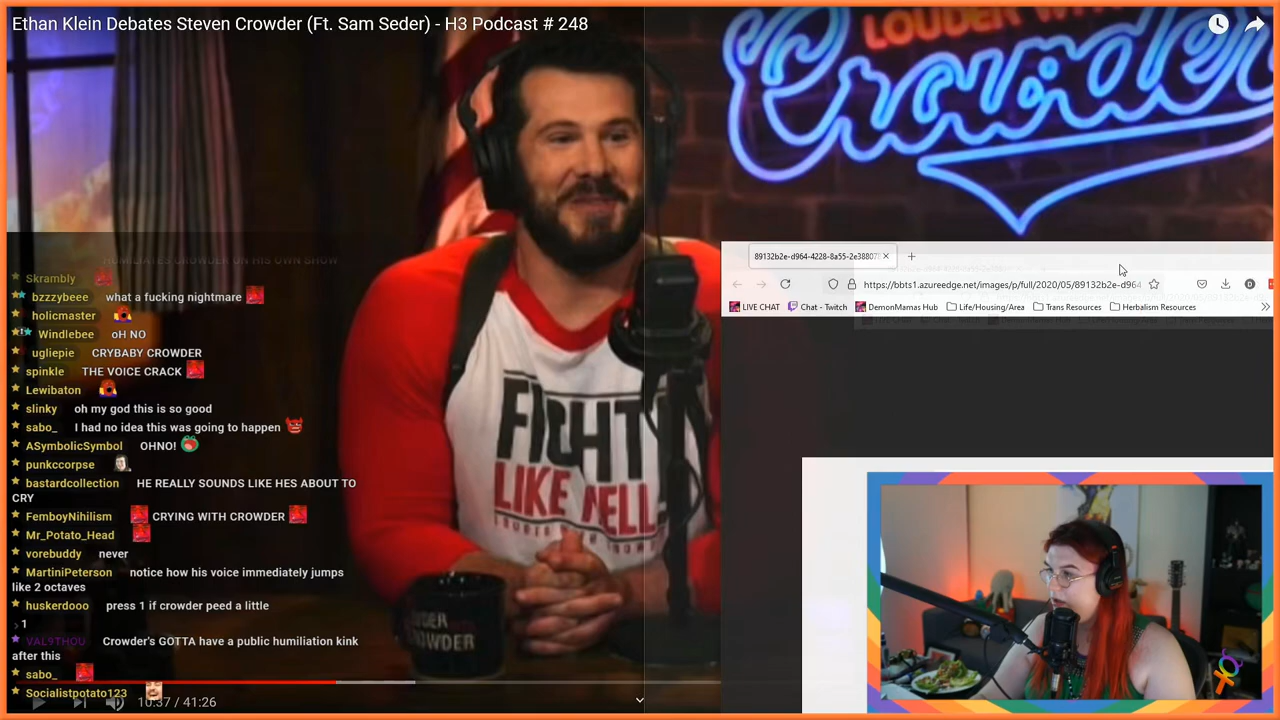 Ethan Klein Debates Steven Crowder (Ft. Sam Seder) - H3 Podcast # 248
LOUDER WITH
Crowder
HUMILIATES CROWDER ON HIS OWN SHOW
Skrambly
bzzzybeee what a fucking nightmare
holicmaster
Windlebee oH NO
ugliepie CRYBABY CROWDER
spinkle THE VOICE CRACK
Lewibaton
slinky oh my god this is so good
sabo_ I had no idea this was going to happen
ASymbolicSymbol OHNO!
punkccorpse
bastardcollection HE REALLY SOUNDS LIKE HES ABOUT TO
CRY
FemboyNihilism CRYING WITH CROWDER
Mr_Potato_Head
vorebuddy never
MartiniPeterson notice how his voice immediately jumps
like 2 octaves
huskerdooo press 1 if crowder peed a little
1
VAL9THOU Crowder's GOTTA have a public humiliation kink
after this
sabo_
Socialistpotato123
10:37 / 41:26
FIGHT
LIKE HELL
LOUDER
CROWDER
89132b2e-d964-4228-8a55-2e38807
https://bbts1.azureedge.net/images/p/full/2020/05/89132b2e-d964
LIVE CHAT Chat - Twitch DemonMamas Hub Life/Housing/Area Trans Resources Herbalism Resources